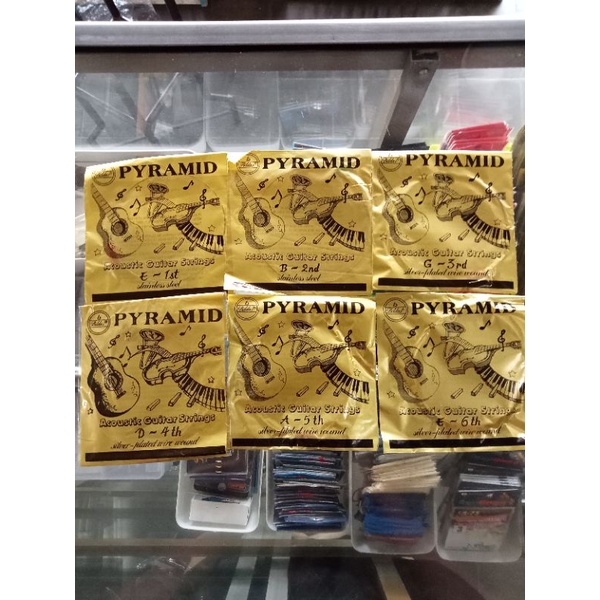 PYRAMID
Acoustic Guitar Strings
E ~ 1st
stainless steel
PYRAMID
Acoustic Guitar Strings
B ~ 2nd
stainless steel
PYRAMID
Acoustic Guitar Strings
G ~ 3rd
silver-plated wire wound
PYRAMID
Acoustic Guitar Strings
D ~ 4th
silver-plated wire wound
PYRAMID
Acoustic Guitar Strings
A ~ 5th
silver-plated wire wound
PYRAMID
Acoustic Guitar Strings
E ~ 6th
silver-plated wire wound